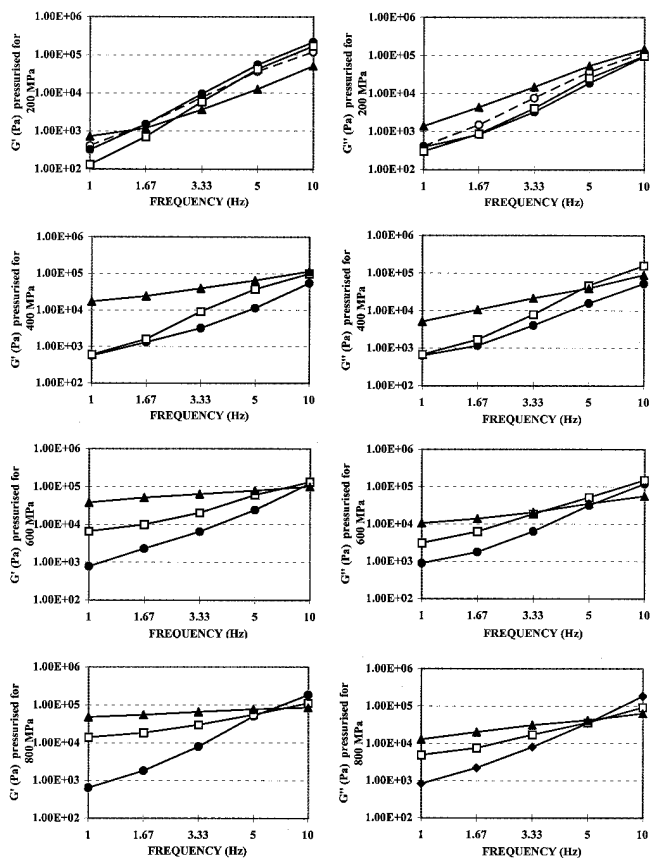 G' (Pa) pressurised for
200 MPa
1.00E+06
1.00E+05
1.00E+04
1.00E+03
1.00E+02
1 1.67 3.33 5 10
FREQUENCY (Hz)
G'' (Pa) pressurised for
200 MPa
1.00E+06
1.00E+05
1.00E+04
1.00E+03
1.00E+02
1 1.67 3.33 5 10
FREQUENCY (Hz)
G' (Pa) pressurised for
400 MPa
1.00E+06
1.00E+05
1.00E+04
1.00E+03
1.00E+02
1 1.67 3.33 5 10
FREQUENCY (Hz)
G'' (Pa) pressurised for
400 MPa
1.00E+06
1.00E+05
1.00E+04
1.00E+03
1.00E+02
1 1.67 3.33 5 10
FREQUENCY (Hz)
G' (Pa) pressurised for
600 MPa
1.00E+06
1.00E+05
1.00E+04
1.00E+03
1.00E+02
1 1.67 3.33 5 10
FREQUENCY (Hz)
G'' (Pa) pressurised for
600 MPa
1.00E+06
1.00E+05
1.00E+04
1.00E+03
1.00E+02
1 1.67 3.33 5 10
FREQUENCY (Hz)
G' (Pa) pressurised for
800 MPa
1.00E+06
1.00E+05
1.00E+04
1.00E+03
1.00E+02
1 1.67 3.33 5 10
FREQUENCY (Hz)
G'' (Pa) pressurised for
800 MPa
1.00E+06
1.00E+05
1.00E+04
1.00E+03
1.00E+02
1 1.67 3.33 5 10
FREQUENCY (Hz)